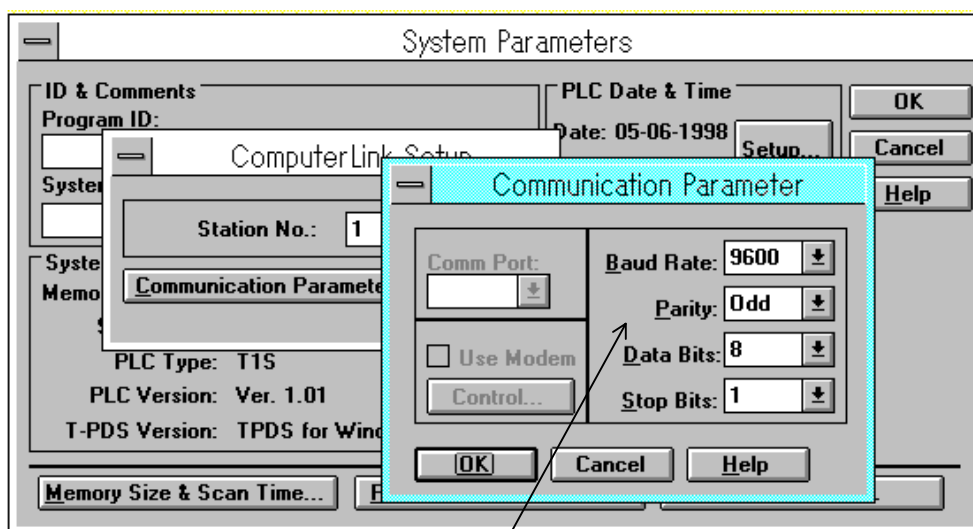 System Parameters
ID & Comments
PLC Date & Time
OK
Program ID:
Date: 05-06-1998
Setup...
Cancel
ComputerLink Setup
Communication Parameter
Help
Station No.: 1
Comm Port:
Baud Rate: 9600
Communication
Parity: Odd
Use Modem
Data Bits: 8
PLC Type: T1S
Control...
Stop Bits: 1
PLC Version: Ver. 1.01
T-PDS Version: TPDS for
OK
Cancel
Help
Memory Size & Scan Time...